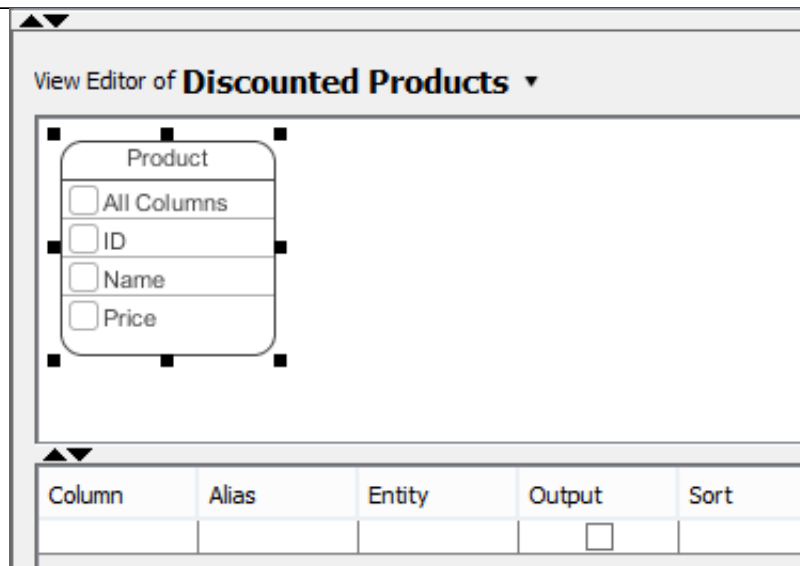 View Editor of Discounted Products
Product
All Columns
ID
Name
Price
Column Alias Entity Output Sort